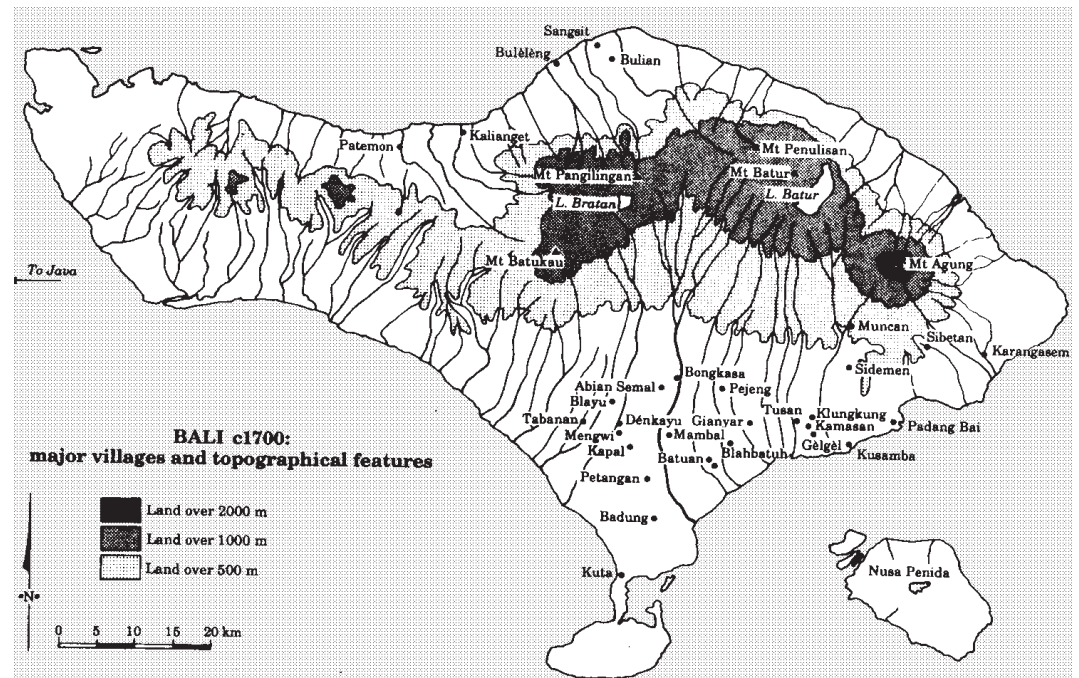 Sangsit
Bulèlèng
Bulian
Kalianget
Patemon
Mt Penulisan
Mt Pangilingan
Mt Batur
L. Bratan
L. Batur
Mt Batukau
Mt Agung
To Java
Muncan
Sibetan
Karangasem
Sidemen
Bongkasa
Abian Semal
Pejeng
Blayu
Tabanan
Dénkayu
Gianyar
Tusan
Klungkung
Kamasan
Padang Bai
Mengwi
Mambal
Gèlgèl
Kusamba
Kapal
Batuan
Blahbatuh
Petangan
Badung
Kuta
Nusa Penida
BALI c1700:
major villages and topographical features
Land over 2000 m
Land over 1000 m
Land over 500 m
•N•
0 5 10 15 20 km